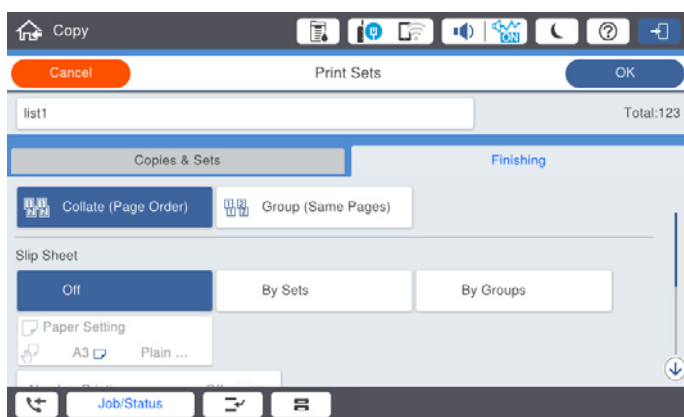 Copy
ON
Cancel
Print Sets
OK
list1
Total:123
Copies & Sets
Finishing
Collate (Page Order)
Group (Same Pages)
Slip Sheet
Off
By Sets
By Groups
Paper Setting
A3
Plain ...
Job/Status